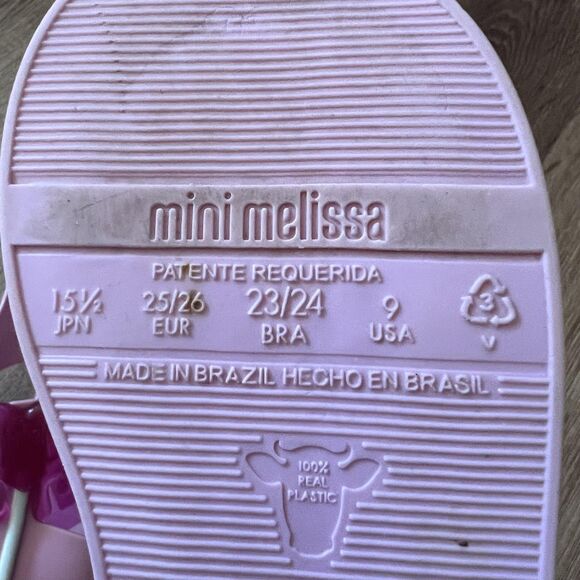 mini melissa
PATENTE REQUERIDA
15½ 25/26 23/24 9 3
JPN EUR BRA USA V
MADE IN BRAZIL HECHO EN BRASIL
100%
REAL
PLASTIC